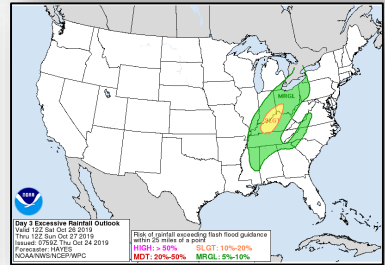 MRGL
SLGT
NOAA
Day 3 Excessive Rainfall Outlook
Valid 12Z Sat Oct 26 2019
Thru 12Z Sun Oct 27 2019
Issued: 0759Z Thu Oct 24 2019
Forecaster: HAYES
NOAA/NWS/NCEP/WPC
Risk of rainfall exceeding flash flood guidance
within 25 miles of a point
HIGH: > 50% SLGT: 10%-20%
MDT: 20%-50% MRGL: 5%-10%